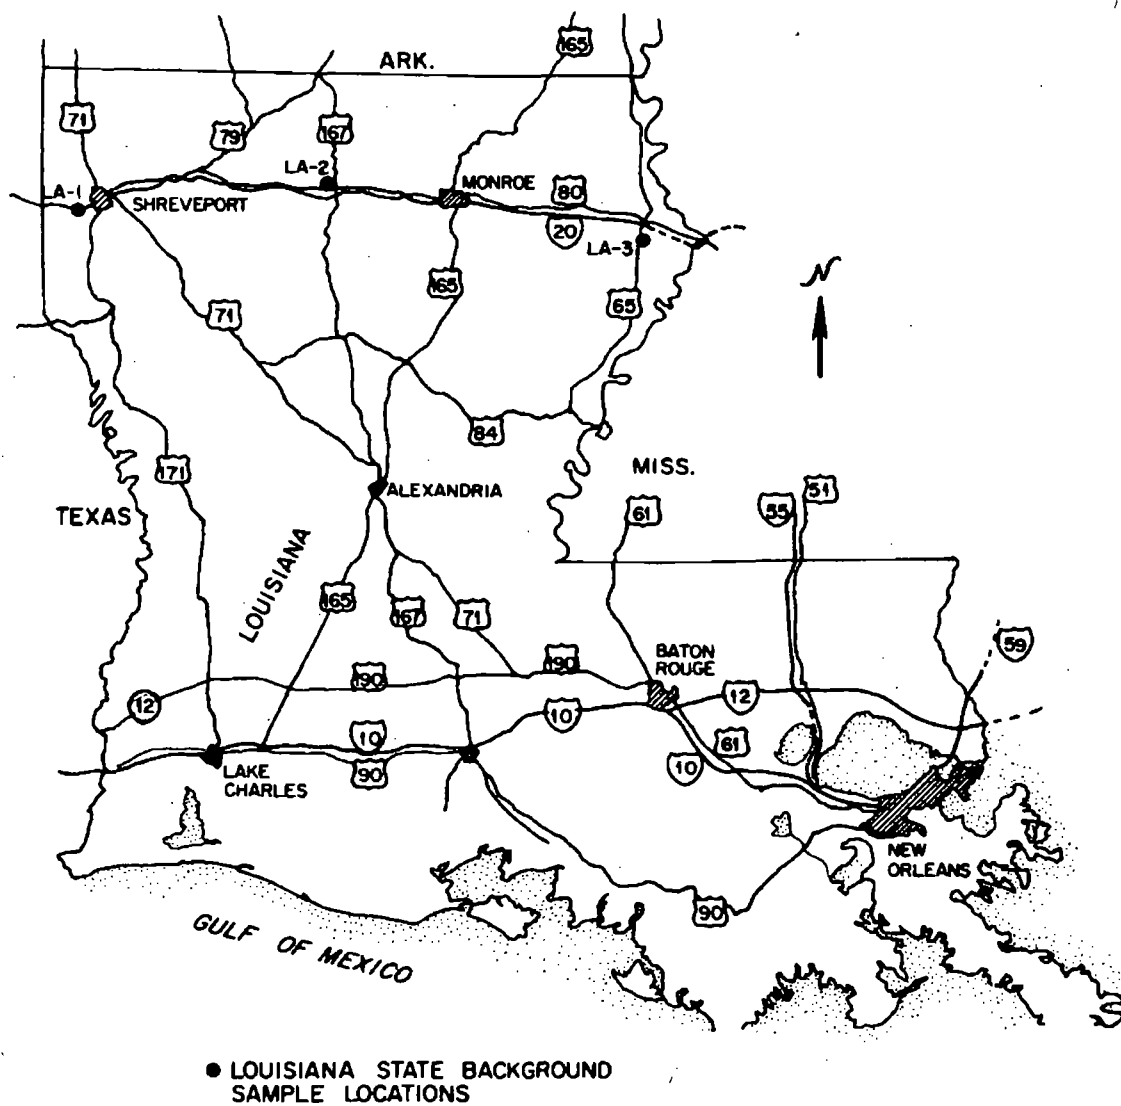 165
ARK.
71
79
167
LA-2
MONROE
80
LA-1
SHREVEPORT
20
LA-3
N
165
65
71
84
MISS.
171
51
55
61
ALEXANDRIA
TEXAS
LOUISIANA
165
167
71
59
BATON
ROUGE
190
190
12
12
10
10
61
10
90
LAKE
CHARLES
NEW
ORLEANS
90
GULF OF MEXICO
● LOUISIANA STATE BACKGROUND
SAMPLE LOCATIONS